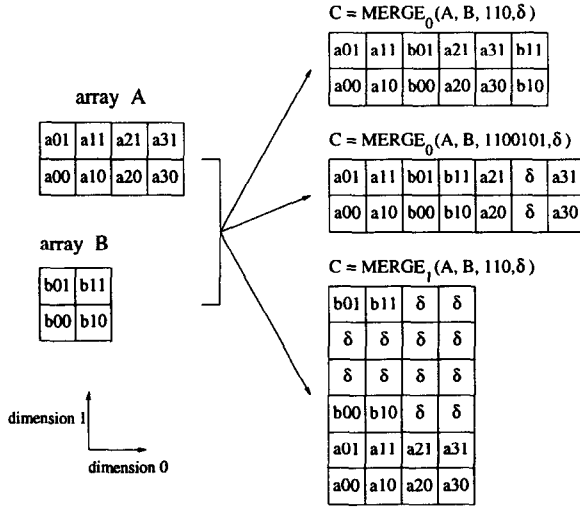 array A
a01 a11 a21 a31
a00 a10 a20 a30
array B
b01 b11
b00 b10
dimension 1
dimension 0
C = MERGE₀(A, B, 110,δ)
a01 a11 b01 a21 a31 b11
a00 a10 b00 a20 a30 b10
C = MERGE₀(A, B, 1100101,δ)
a01 a11 b01 b11 a21 δ a31
a00 a10 b00 b10 a20 δ a30
C = MERGE₁(A, B, 110,δ)
b01 b11 δ δ
δ δ δ δ
δ δ δ δ
b00 b10 δ δ
a01 a11 a21 a31
a00 a10 a20 a30